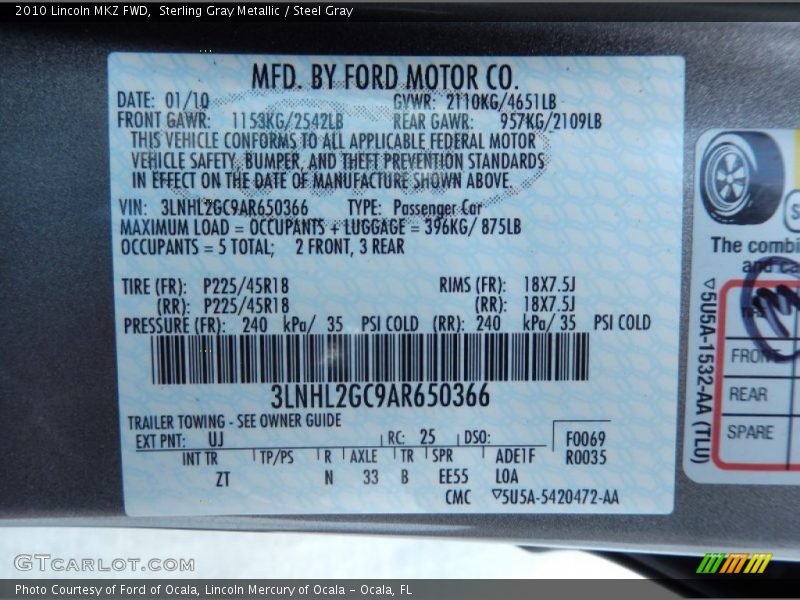 2010 Lincoln MKZ FWD,  Sterling Gray Metallic / Steel Gray
MFD. BY FORD MOTOR CO.
DATE: 01/10 GVWR: 2110KG/4651LB
FRONT GAWR: 1153KG/2542LB REAR GAWR: 957KG/2109LB
THIS VEHICLE CONFORMS TO ALL APPLICABLE FEDERAL MOTOR
VEHICLE SAFETY, BUMPER, AND THEFT PREVENTION STANDARDS
IN EFFECT ON THE DATE OF MANUFACTURE SHOWN ABOVE.
VIN: 3LNHL2GC9AR650366 TYPE: Passenger Car
MAXIMUM LOAD = OCCUPANTS + LUGGAGE = 396KG/ 875LB
OCCUPANTS = 5 TOTAL; 2 FRONT, 3 REAR
TIRE (FR): P225/45R18 RIMS (FR): 18X7.5J
(RR): P225/45R18 (RR): 18X7.5J
PRESSURE (FR): 240 kPa/ 35 PSI COLD (RR): 240 kPa/ 35 PSI COLD
3LNHL2GC9AR650366
TRAILER TOWING - SEE OWNER GUIDE
EXT PNT: UJ RC: 25 DSO: F0069
INT TR TP/PS R AXLE TR SPR ADE1F R0035
ZT N 33 B EE55 L0A
CMC ▽5U5A-5420472-AA
The combi
and ca
▽5U5A-1532-AA (TLU)
FRONT
REAR
SPARE
GTCARLOT.COM
Photo Courtesy of Ford of Ocala, Lincoln Mercury of Ocala - Ocala, FL